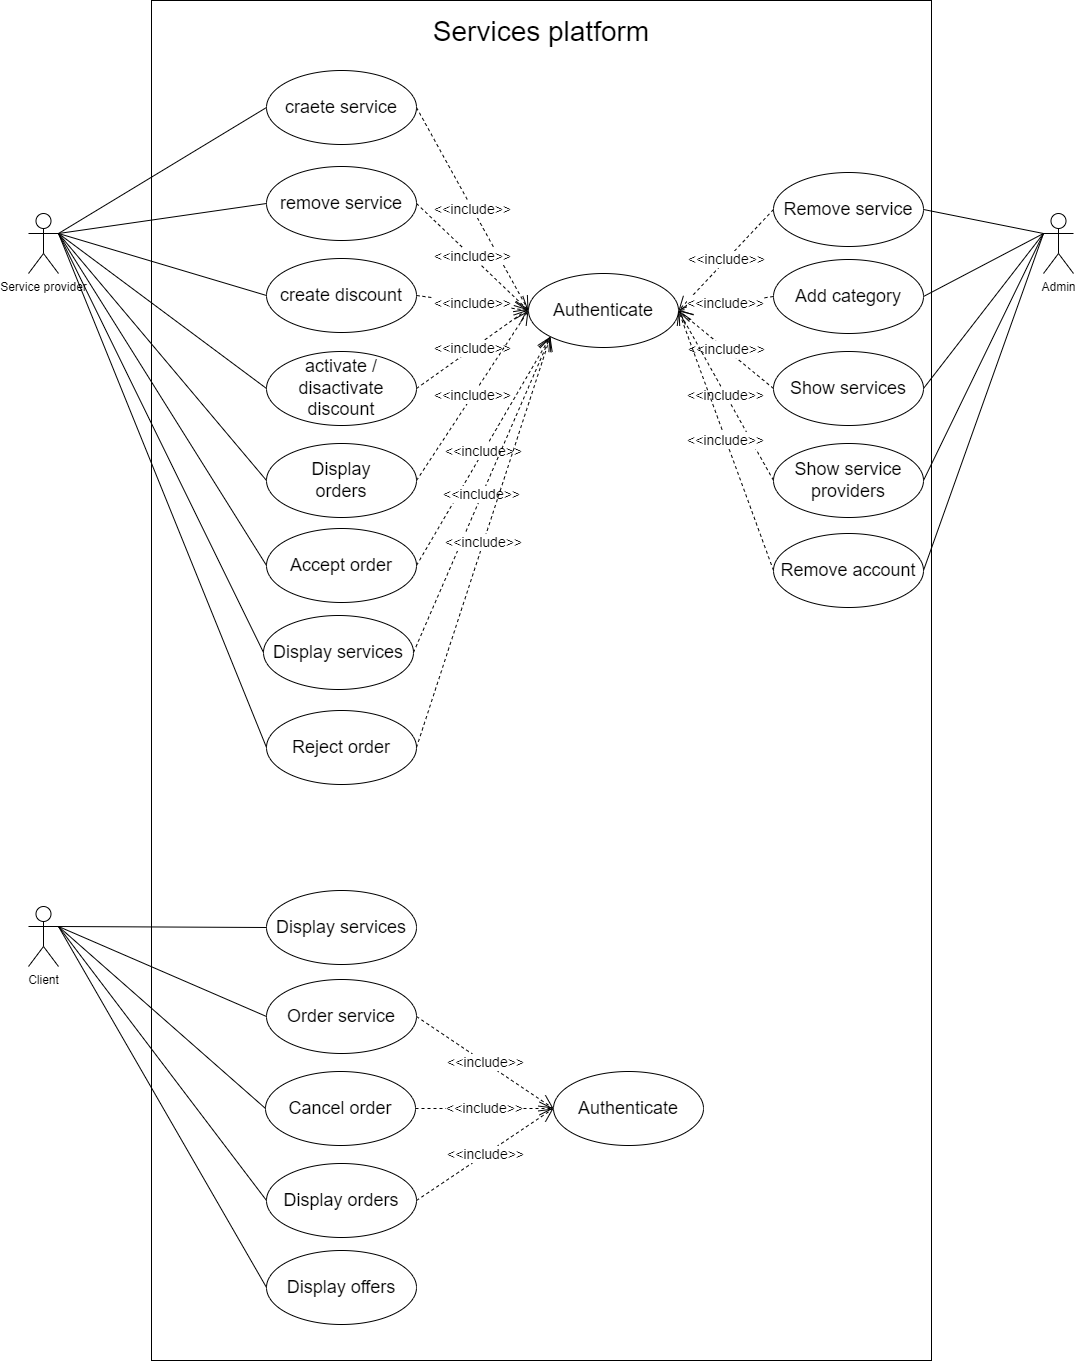 Services platform
craete service
remove service
<<include>>
Remove service
Service provider
<<include>>
<<include>>
Admin
create discount
<<include>>
Authenticate
<<include>>
Add category
activate /
disactivate
discount
<<include>>
<<include>>
Show services
<<include>>
<<include>>
Display
orders
<<include>>
<<include>>
Show service
providers
<<include>>
Accept order
<<include>>
Remove account
Display services
Reject order
Client
Display services
Order service
<<include>>
Cancel order
<<include>>
Authenticate
<<include>>
Display orders
Display offers